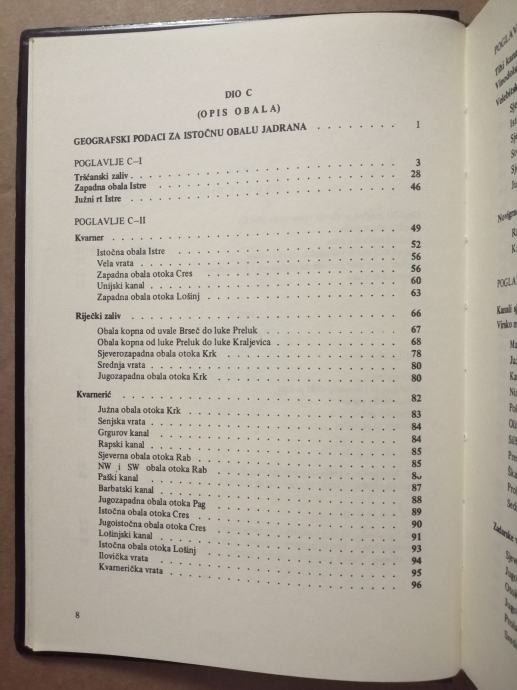 DIO C
(OPIS OBALA)
GEOGRAFSKI PODACI ZA ISTOČNU OBALU JADRANA . . . . . . . . 1
POGLAVLJE C–I
Tršćanski zaliv . . . . . . . . 3
Zapadna obala Istre . . . . . . . . 28
Južni rt Istre . . . . . . . . 46
POGLAVLJE C–II
Kvarner . . . . . . . . 49
Istočna obala Istre . . . . . . . . 52
Vela vrata . . . . . . . . 56
Zapadna obala otoka Cres . . . . . . . . 56
Unijski kanal . . . . . . . . 60
Zapadna obala otoka Lošinj . . . . . . . . 63
Riječki zaliv . . . . . . . . 66
Obala kopna od uvale Brseč do luke Preluk . . . . . . . . 67
Obala kopna od luke Preluk do luke Kraljevica . . . . . . . . 68
Sjeverozapadna obala otoka Krk . . . . . . . . 78
Srednja vrata . . . . . . . . 80
Jugozapadna obala otoka Krk . . . . . . . . 80
Kvarnerić . . . . . . . . 82
Južna obala otoka Krk . . . . . . . . 83
Senjska vrata . . . . . . . . 84
Grgurov kanal . . . . . . . . 84
Rapski kanal . . . . . . . . 85
Sjeverna obala otoka Rab . . . . . . . . 85
NW i SW obala otoka Rab . . . . . . . .
Paški kanal . . . . . . . . 87
Barbatski kanal . . . . . . . . 88
Jugozapadna obala otoka Pag . . . . . . . . 89
Istočna obala otoka Cres . . . . . . . . 90
Jugoistočna obala otoka Cres . . . . . . . . 91
Lošinjski kanal . . . . . . . . 93
Istočna obala otoka Lošinj . . . . . . . . 94
Ilovička vrata . . . . . . . . 95
Kvarnerička vrata . . . . . . . . 96
8